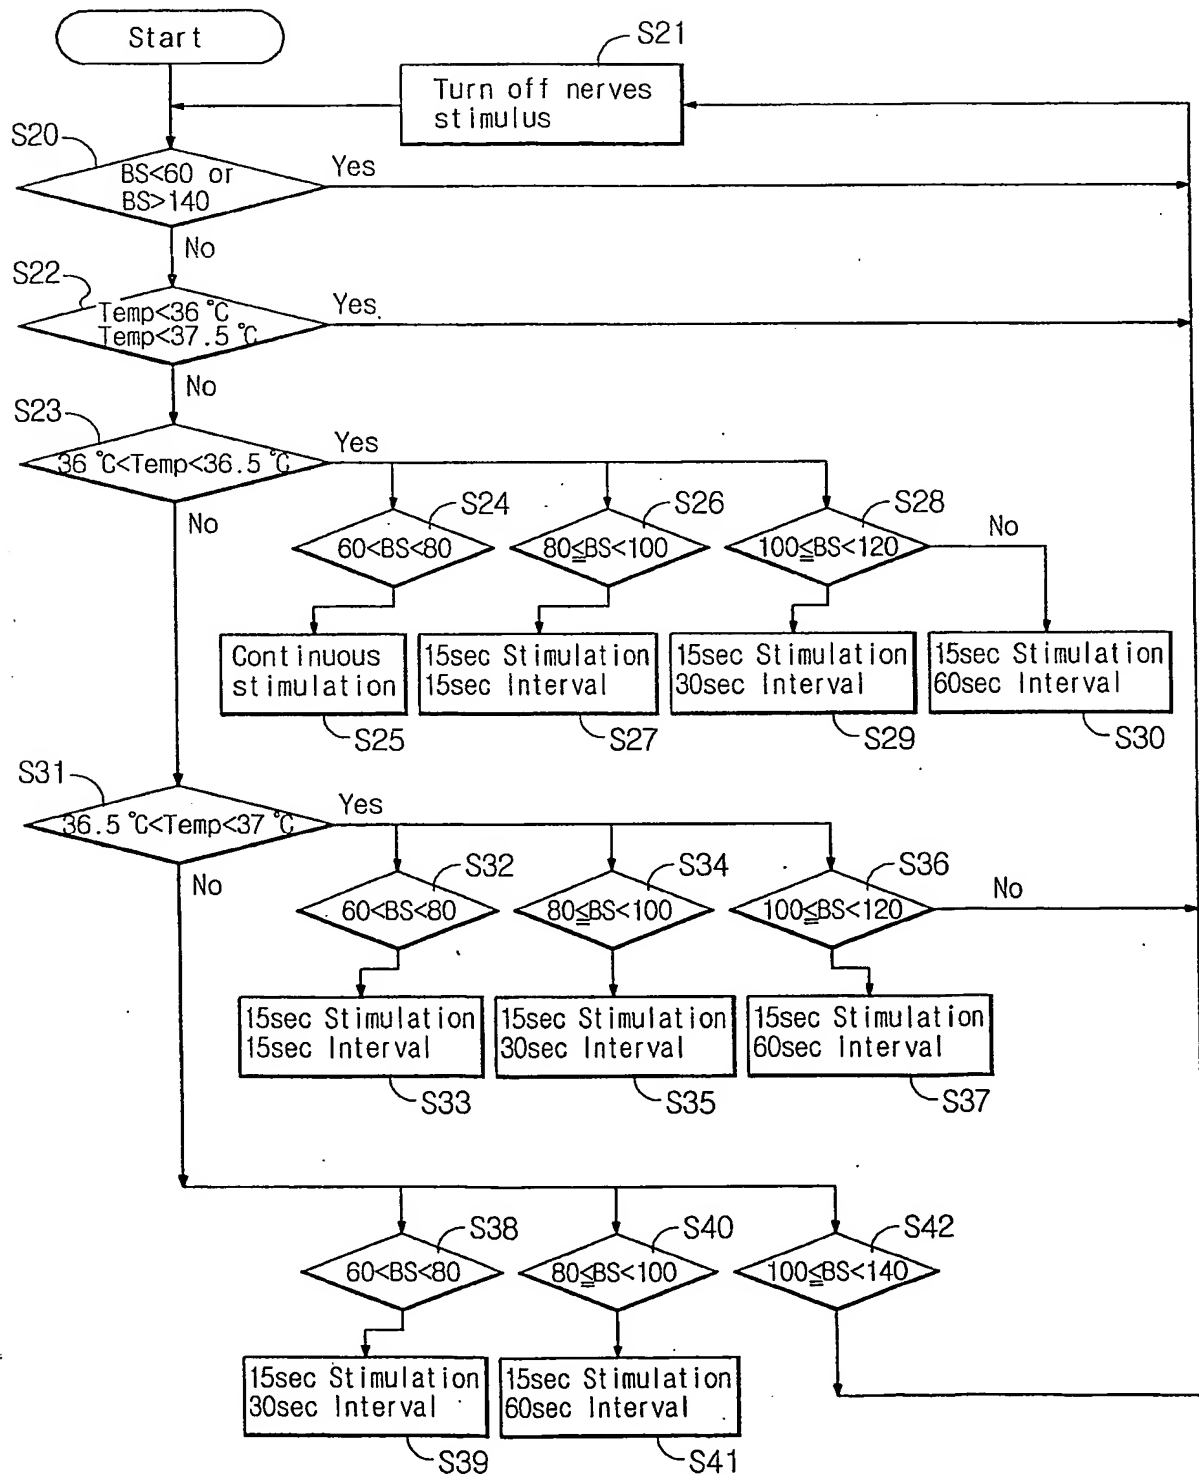 Start
S21
Turn off nerves
stimulus
S20
BS<60 or
BS>140
Yes
No
S22
Temp<36 ℃
Temp<37.5 ℃
Yes
No
S23
36 ℃<Temp<36.5 ℃
Yes
No
S24
60<BS<80
S26
80≦BS<100
S28
100≦BS<120
No
Continuous
stimulation
S25
15sec Stimulation
15sec Interval
S27
15sec Stimulation
30sec Interval
S29
15sec Stimulation
60sec Interval
S30
S31
36.5 ℃<Temp<37 ℃
Yes
No
S32
60<BS<80
S34
80≦BS<100
S36
100≦BS<120
No
15sec Stimulation
15sec Interval
S33
15sec Stimulation
30sec Interval
S35
15sec Stimulation
60sec Interval
S37
S38
60<BS<80
S40
80≦BS<100
S42
100≦BS<140
15sec Stimulation
30sec Interval
S39
15sec Stimulation
60sec Interval
S41